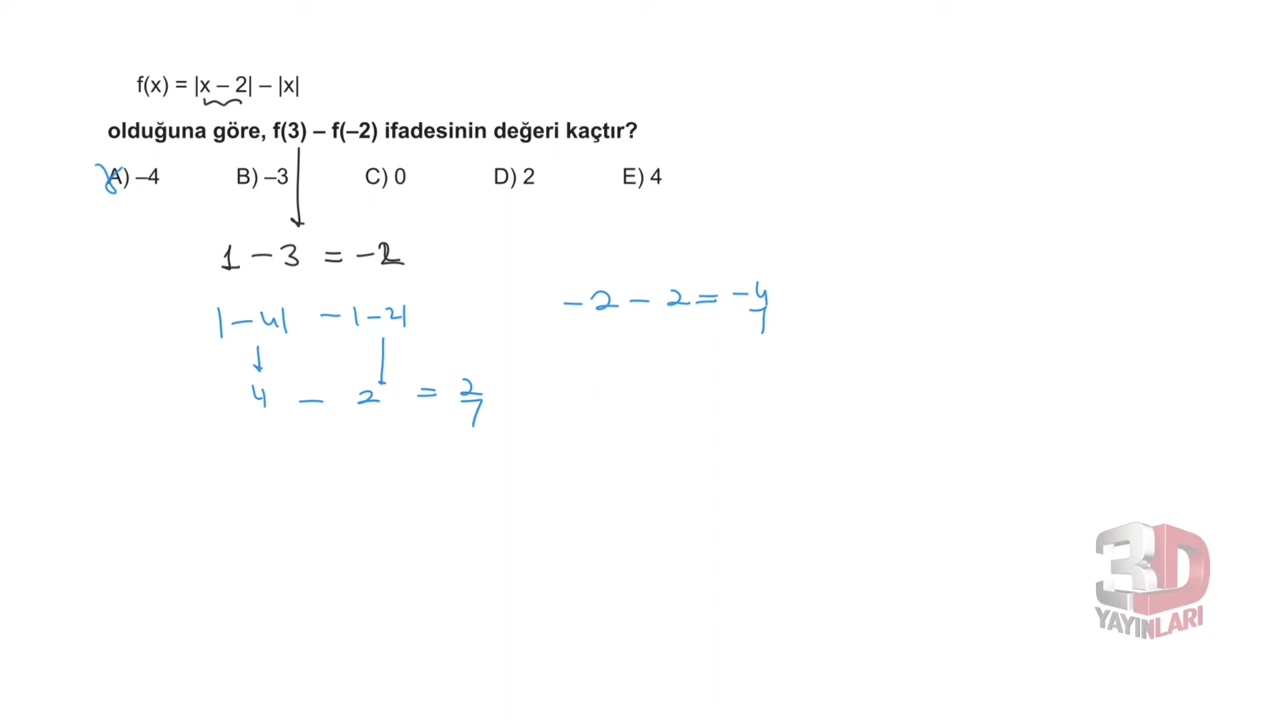 f(x) = |x – 2| – |x|
olduğuna göre, f(3) – f(–2) ifadesinin değeri kaçtır?
A) –4 B) –3 C) 0 D) 2 E) 4
1 – 3 = –2
|–4| – |–2|
–2 – 2 = –4
4 – 2 = 2
3D
YAYINLARI